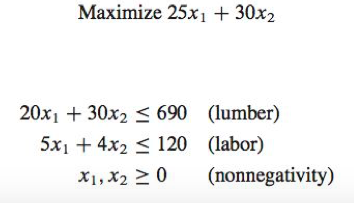 Maximize 25x₁ + 30x₂
20x₁ + 30x₂ ≤ 690 (lumber)
5x₁ + 4x₂ ≤ 120 (labor)
x₁, x₂ ≥ 0 (nonnegativity)